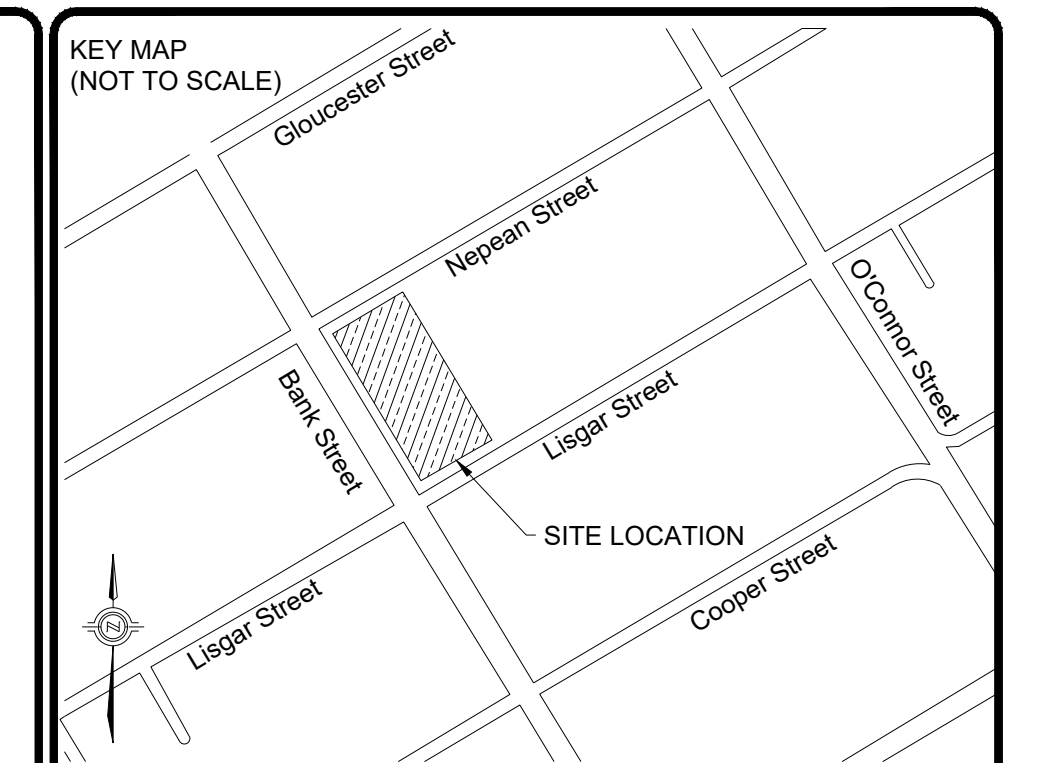 KEY MAP
(NOT TO SCALE)
Gloucester Street
Nepean Street
O'Connor Street
Bank Street
Lisgar Street
SITE LOCATION
Cooper Street
Lisgar Street
Z